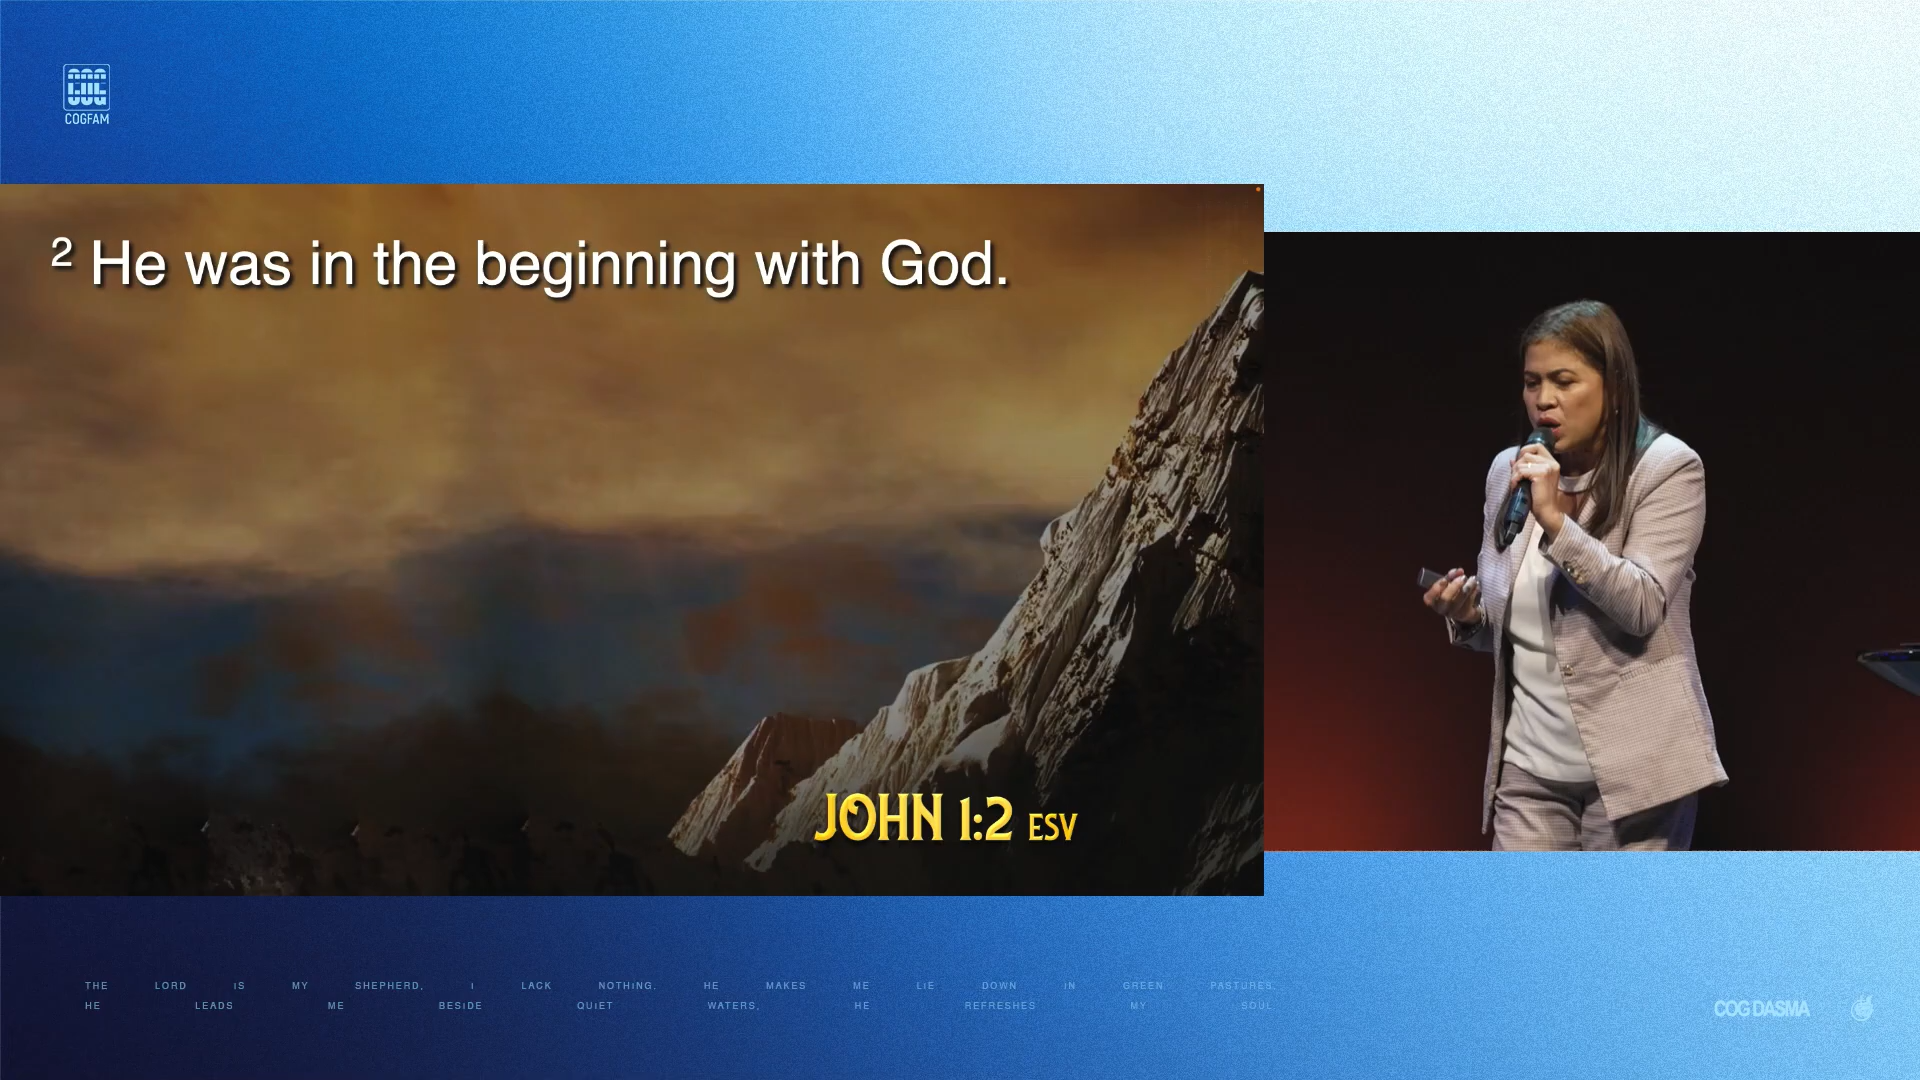 COG
COGFAM
2 He was in the beginning with God.
JOHN 1:2 ESV
THE LORD IS MY SHEPHERD, I LACK NOTHING. HE MAKES ME LIE DOWN IN GREEN PASTURES,
HE LEADS ME BESIDE QUIET WATERS, HE REFRESHES MY SOUL
COG DASMA